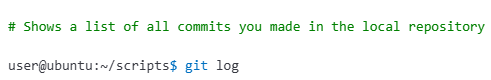 # Shows a list of all commits you made in the local repository
user@ubuntu:~/scripts$ git log